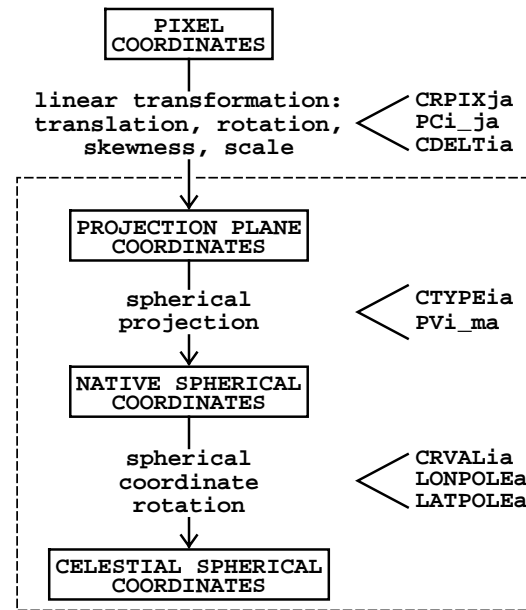 PIXEL
COORDINATES
linear transformation:
translation, rotation,
skewness, scale
CRPIXja
PCi_ja
CDELTia
PROJECTION PLANE
COORDINATES
spherical
projection
CTYPEia
PVi_ma
NATIVE SPHERICAL
COORDINATES
spherical
coordinate
rotation
CRVALia
LONPOLEa
LATPOLEa
CELESTIAL SPHERICAL
COORDINATES